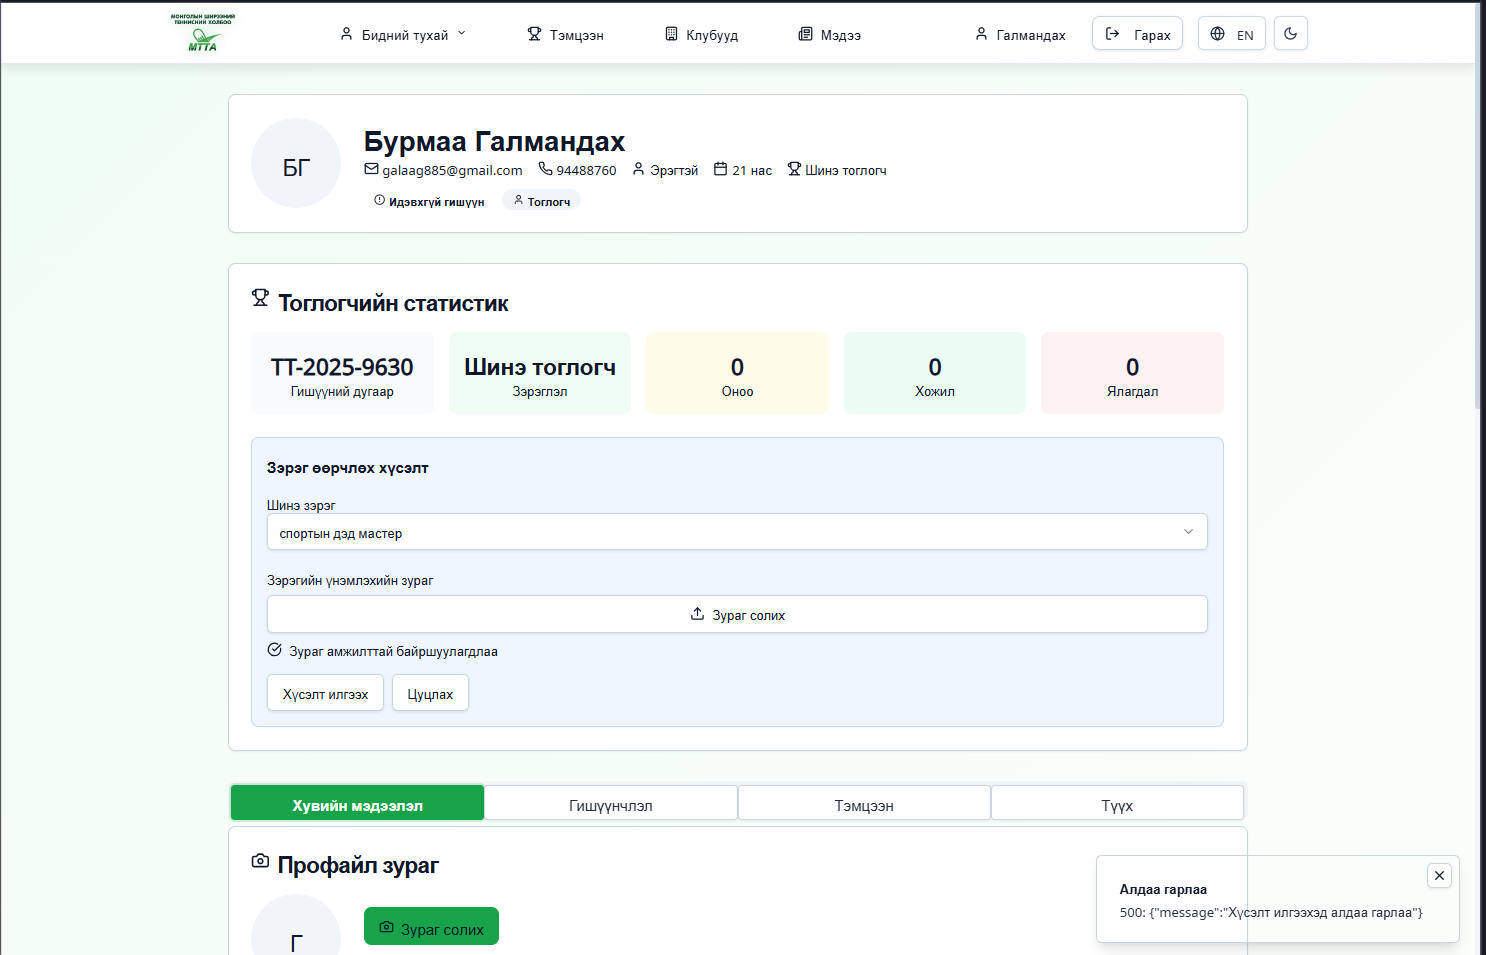 МОНГОЛЫН ШИРЭЭНИЙ
ТЕННИСНИЙ ХОЛБОО
МТТА
Бидний тухай
Тэмцээн
Клубууд
Мэдээ
Галмандах
Гарах
EN
БГ
Бурмаа Галмандах
galaag885@gmail.com 94488760 Эрэгтэй 21 нас Шинэ тоглогч
Идэвхгүй гишүүн Тоглогч
Тоглогчийн статистик
TT-2025-9630
Гишүүний дугаар
Шинэ тоглогч
Зэрэглэл
0
Оноо
0
Хожил
0
Ялагдал
Зэрэг өөрчлөх хүсэлт
Шинэ зэрэг
спортын дэд мастер
Зэрэгийн үнэмлэхийн зураг
Зураг солих
Зураг амжилттай байршуулагдлаа
Хүсэлт илгээх
Цуцлах
Хувийн мэдээлэл
Гишүүнчлэл
Тэмцээн
Түүх
Профайл зураг
Г
Зураг солих
Алдаа гарлаа
500: {"message":"Хүсэлт илгээхэд алдаа гарлаа"}